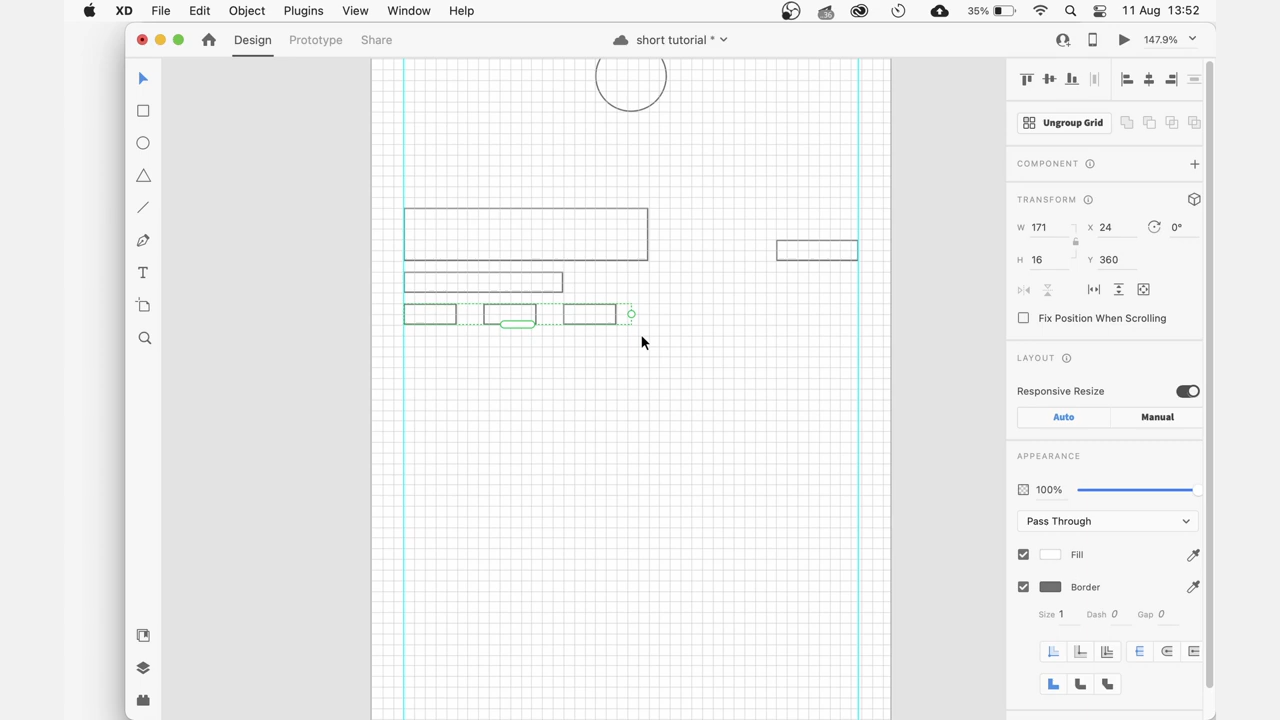 XD File Edit Object Plugins View Window Help 36 35% 11 Aug 13:52
Design Prototype Share short tutorial * 147.9%
Ungroup Grid
COMPONENT
TRANSFORM
W 171 X 24 0°
H 16 Y 360
Fix Position When Scrolling
LAYOUT
Responsive Resize
Auto Manual
APPEARANCE
100%
Pass Through
Fill
Border
Size 1 Dash 0 Gap 0
T